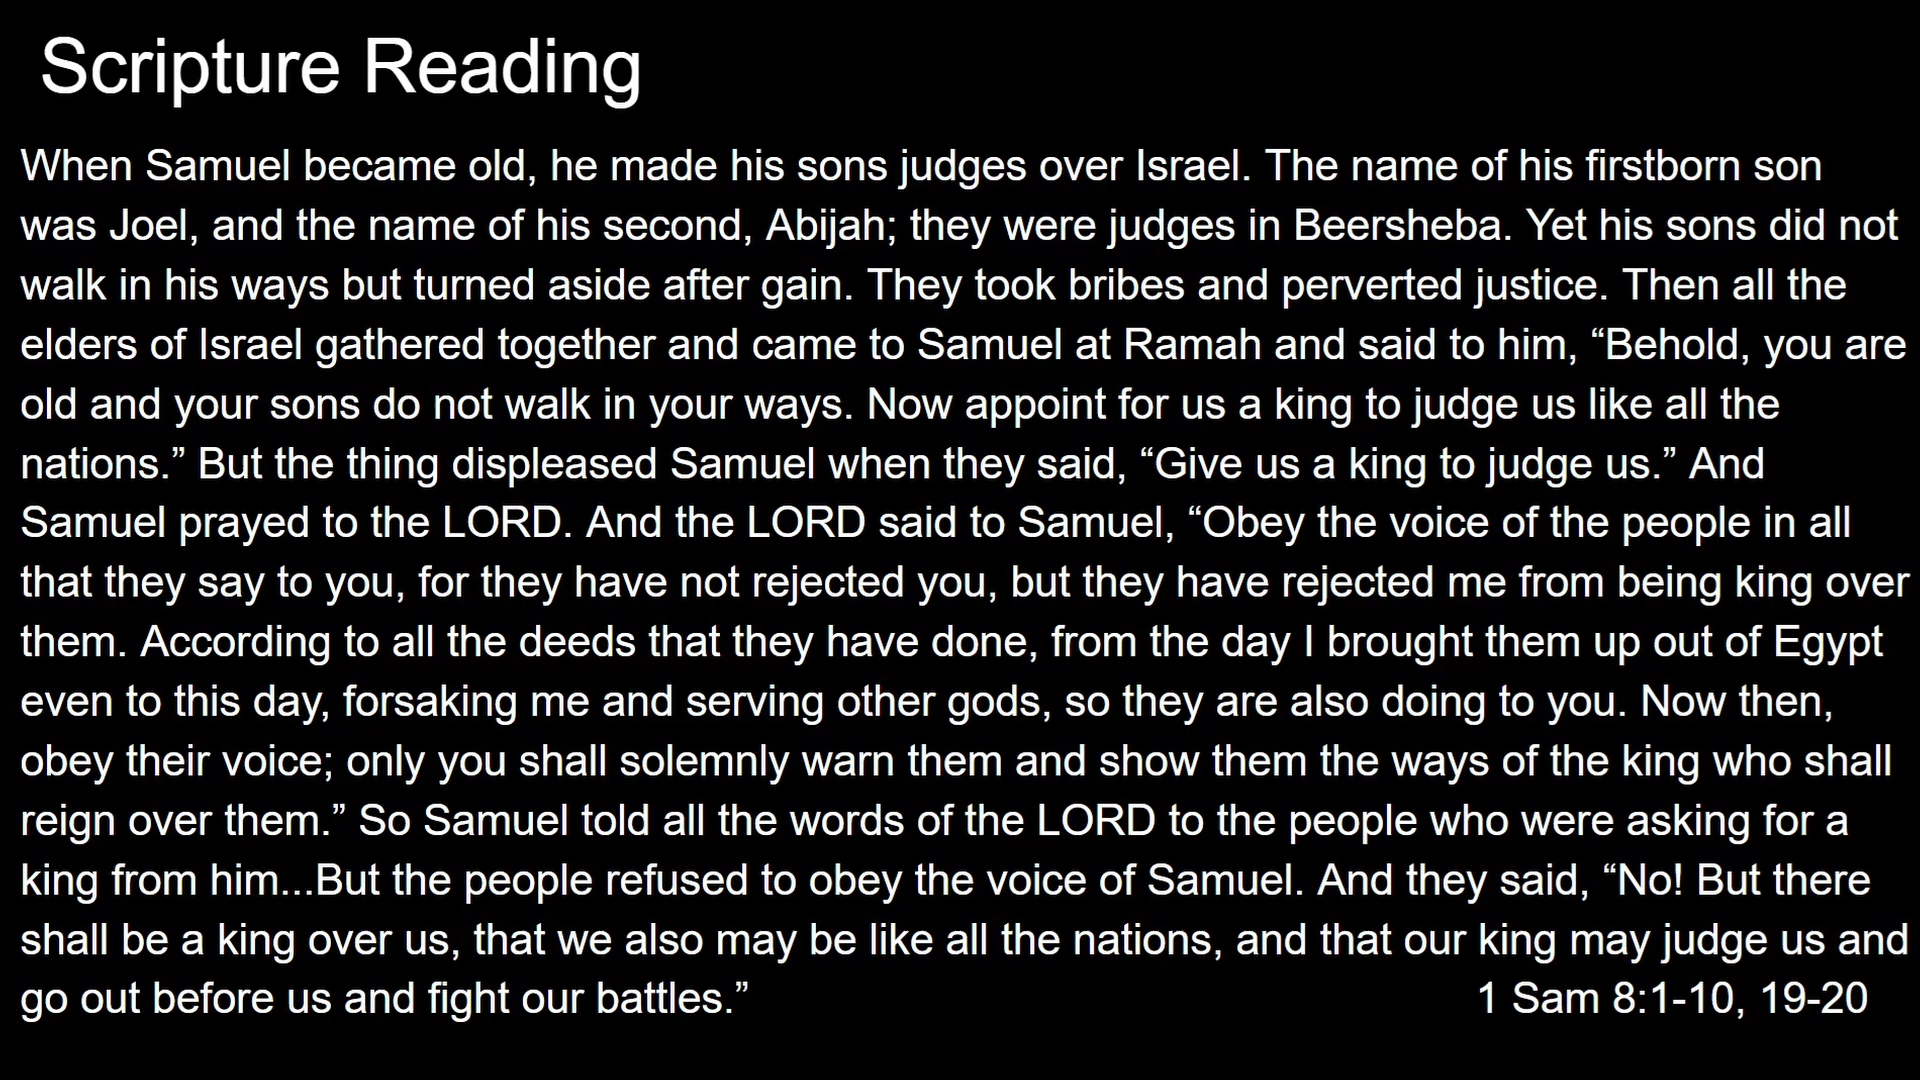 Scripture Reading
When Samuel became old, he made his sons judges over Israel. The name of his firstborn son
was Joel, and the name of his second, Abijah; they were judges in Beersheba. Yet his sons did not
walk in his ways but turned aside after gain. They took bribes and perverted justice. Then all the
elders of Israel gathered together and came to Samuel at Ramah and said to him, “Behold, you are
old and your sons do not walk in your ways. Now appoint for us a king to judge us like all the
nations.” But the thing displeased Samuel when they said, “Give us a king to judge us.” And
Samuel prayed to the LORD. And the LORD said to Samuel, “Obey the voice of the people in all
that they say to you, for they have not rejected you, but they have rejected me from being king over
them. According to all the deeds that they have done, from the day I brought them up out of Egypt
even to this day, forsaking me and serving other gods, so they are also doing to you. Now then,
obey their voice; only you shall solemnly warn them and show them the ways of the king who shall
reign over them.” So Samuel told all the words of the LORD to the people who were asking for a
king from him...But the people refused to obey the voice of Samuel. And they said, “No! But there
shall be a king over us, that we also may be like all the nations, and that our king may judge us and
go out before us and fight our battles.” 1 Sam 8:1-10, 19-20